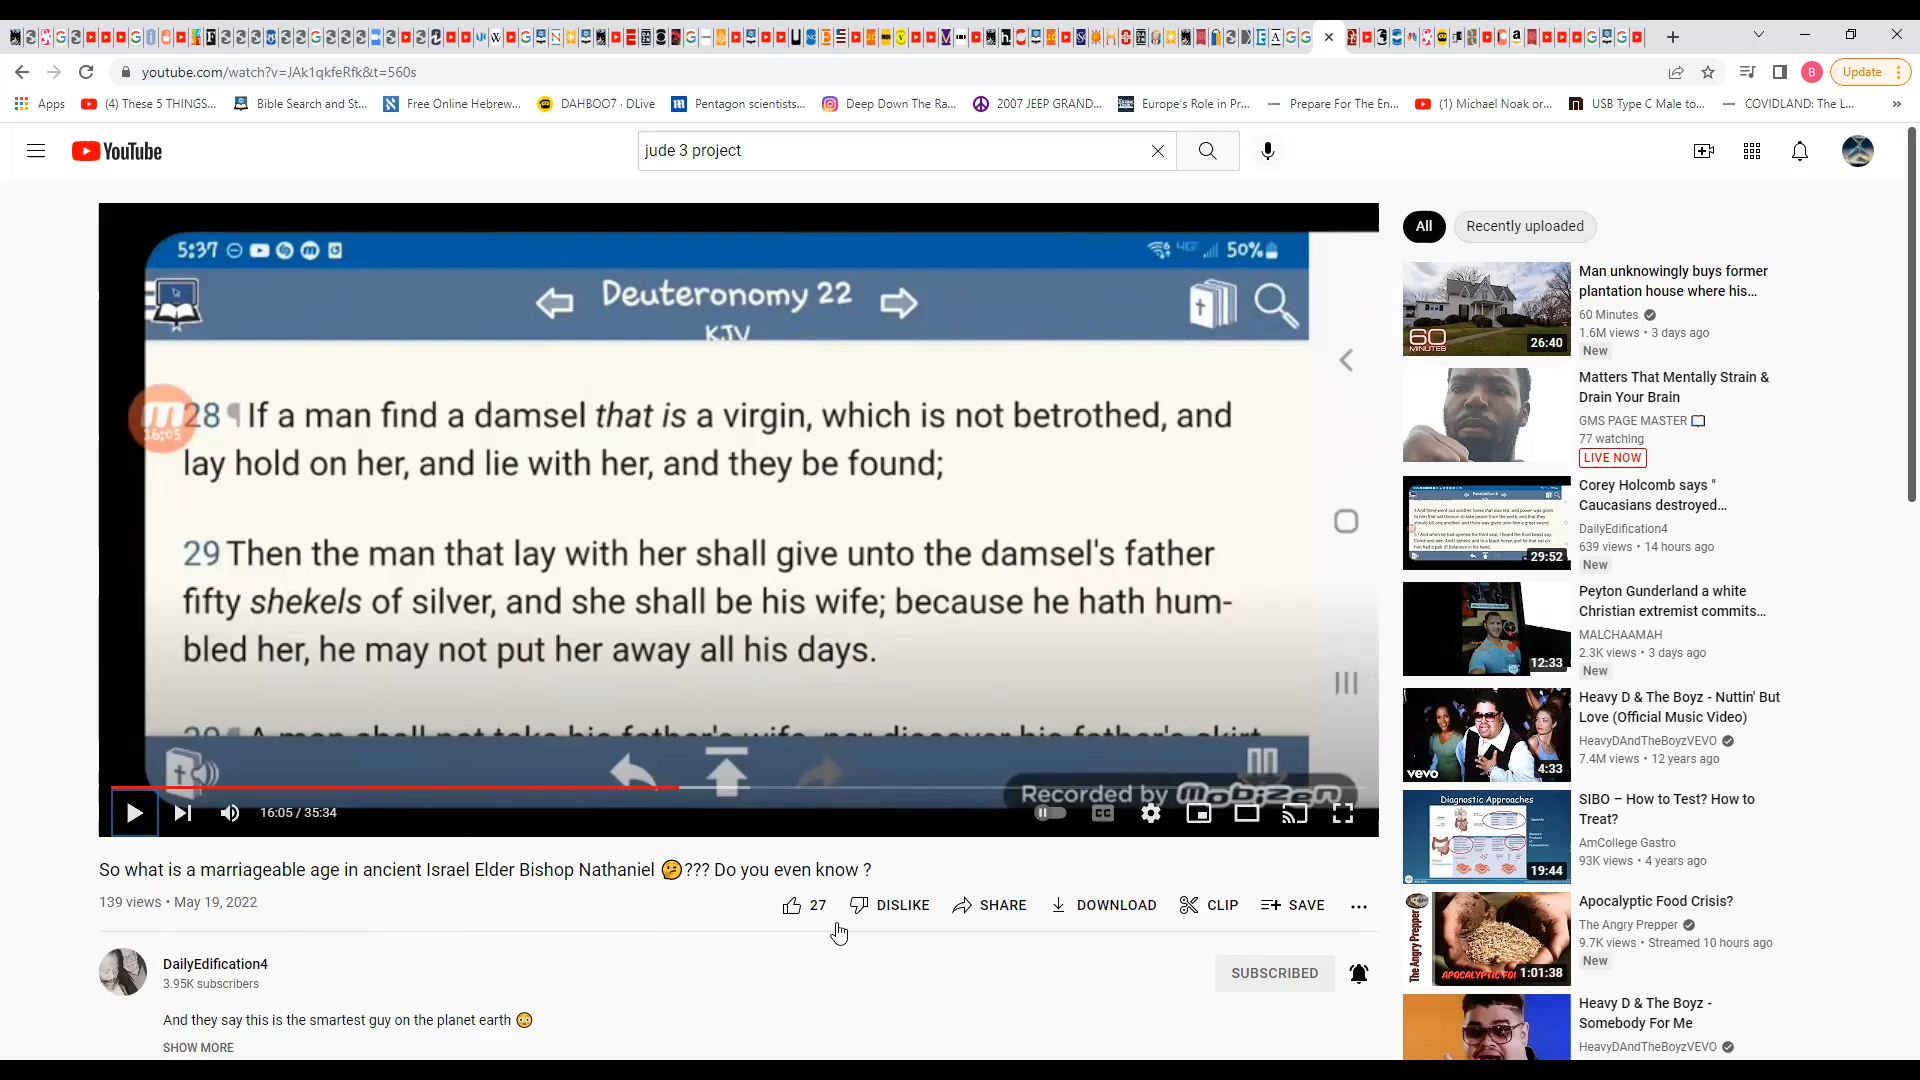 youtube.com/watch?v=JAk1qkfeRfk&t=560s
Update
B
Apps
(4) These 5 THINGS...
Bible Search and St...
Free Online Hebrew...
DAHBOO7 · DLive
Pentagon scientists...
Deep Down The Ra...
2007 JEEP GRAND...
Europe's Role in Pr...
Prepare For The En...
(1) Michael Noak or...
USB Type C Male to...
COVIDLAND: The L...
YouTube
jude 3 project
5:37
50%
Deuteronomy 22
KJV
16:05
28 ¶ If a man find a damsel that is a virgin, which is not betrothed, and
lay hold on her, and lie with her, and they be found;
29 Then the man that lay with her shall give unto the damsel's father
fifty shekels of silver, and she shall be his wife; because he hath hum-
bled her, he may not put her away all his days.
Recorded by mobizen
16:05 / 35:34
So what is a marriageable age in ancient Israel Elder Bishop Nathaniel 🤔??? Do you even know ?
139 views • May 19, 2022
27
DISLIKE
SHARE
DOWNLOAD
CLIP
SAVE
DailyEdification4
3.95K subscribers
SUBSCRIBED
And they say this is the smartest guy on the planet earth 😳
SHOW MORE
All
Recently uploaded
60 MINUTES
26:40
Man unknowingly buys former
plantation house where his...
60 Minutes
1.6M views • 3 days ago
New
Matters That Mentally Strain &
Drain Your Brain
GMS PAGE MASTER
77 watching
LIVE NOW
29:52
Corey Holcomb says "
Caucasians destroyed...
DailyEdification4
639 views • 14 hours ago
New
12:33
Peyton Gunderland a white
Christian extremist commits...
MALCHAAMAH
2.3K views • 3 days ago
New
vevo
4:33
Heavy D & The Boyz - Nuttin' But
Love (Official Music Video)
HeavyDAndTheBoyzVEVO
7.4M views • 12 years ago
Diagnostic Approaches
19:44
SIBO – How to Test? How to
Treat?
AmCollege Gastro
93K views • 4 years ago
The Angry Prepper
1:01:38
Apocalyptic Food Crisis?
The Angry Prepper
9.7K views • Streamed 10 hours ago
New
Heavy D & The Boyz -
Somebody For Me
HeavyDAndTheBoyzVEVO